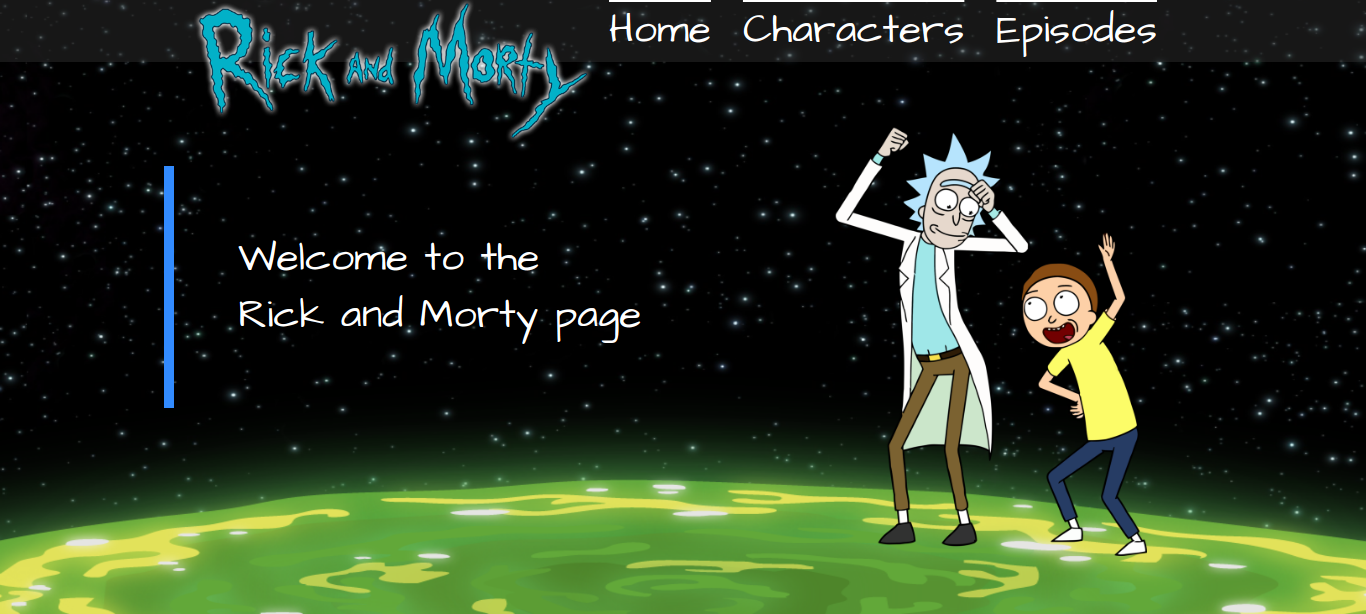 Rick and Morty
Home Characters Episodes
Welcome to the
Rick and Morty page